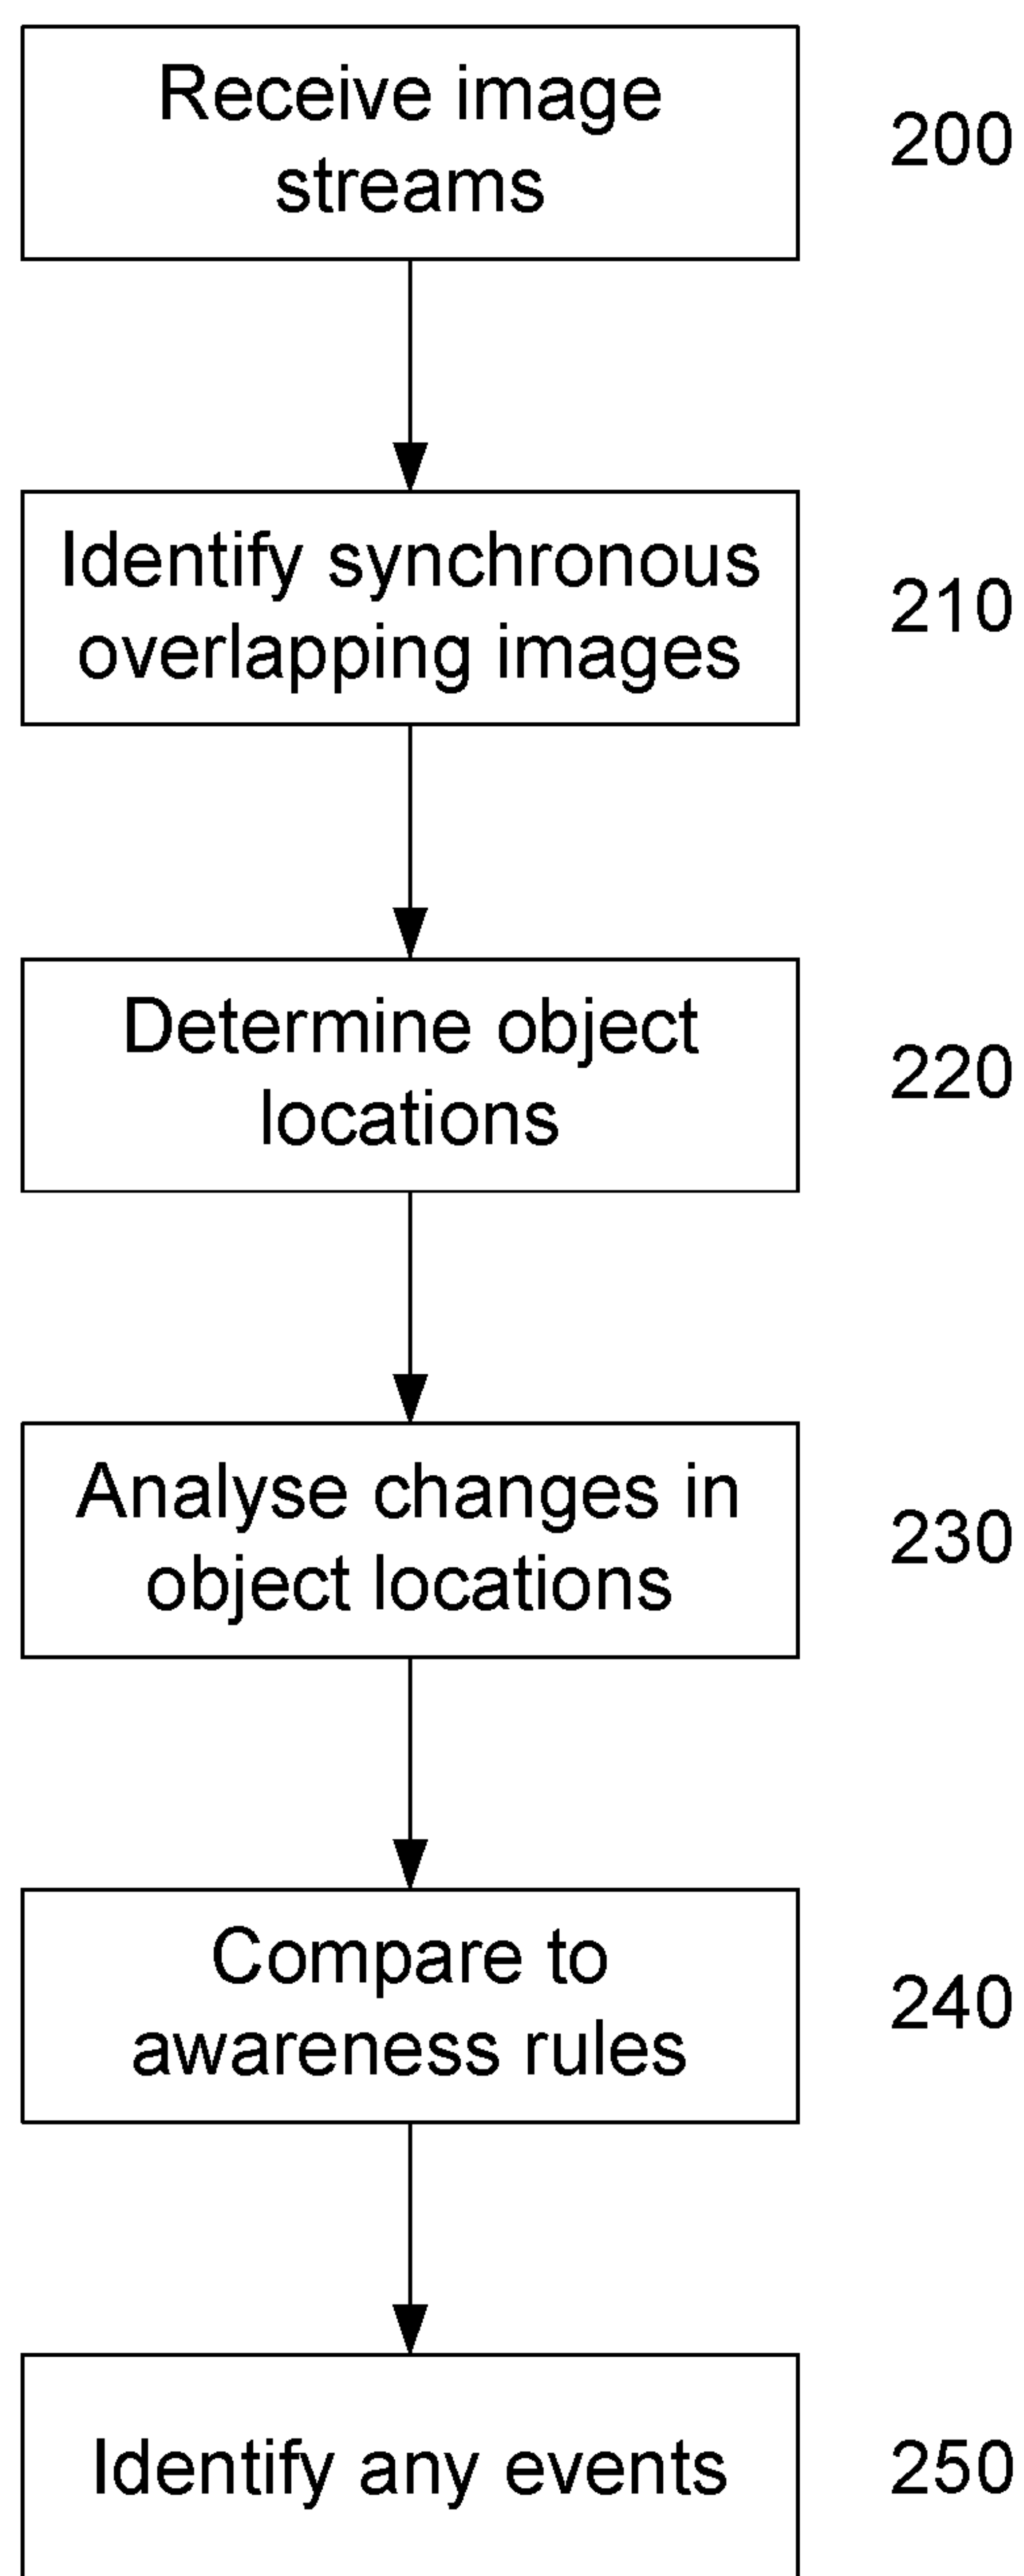 Receive image
streams
200
Identify synchronous
overlapping images
210
Determine object
locations
220
Analyse changes in
object locations
230
Compare to
awareness rules
240
Identify any events
250